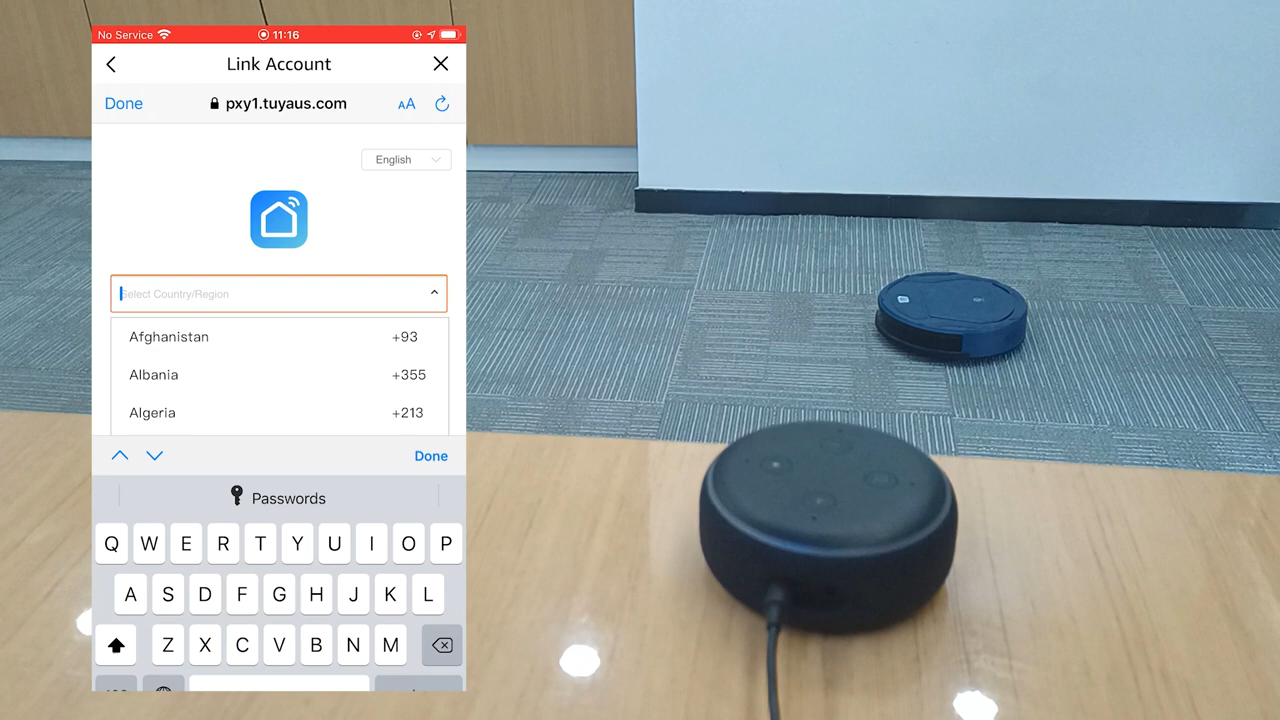 No Service 11:16
Link Account
Done pxy1.tuyaus.com AA
English
Select Country/Region
Afghanistan +93
Albania +355
Algeria +213
Done
Passwords
Q W E R T Y U I O P
A S D F G H J K L
Z X C V B N M